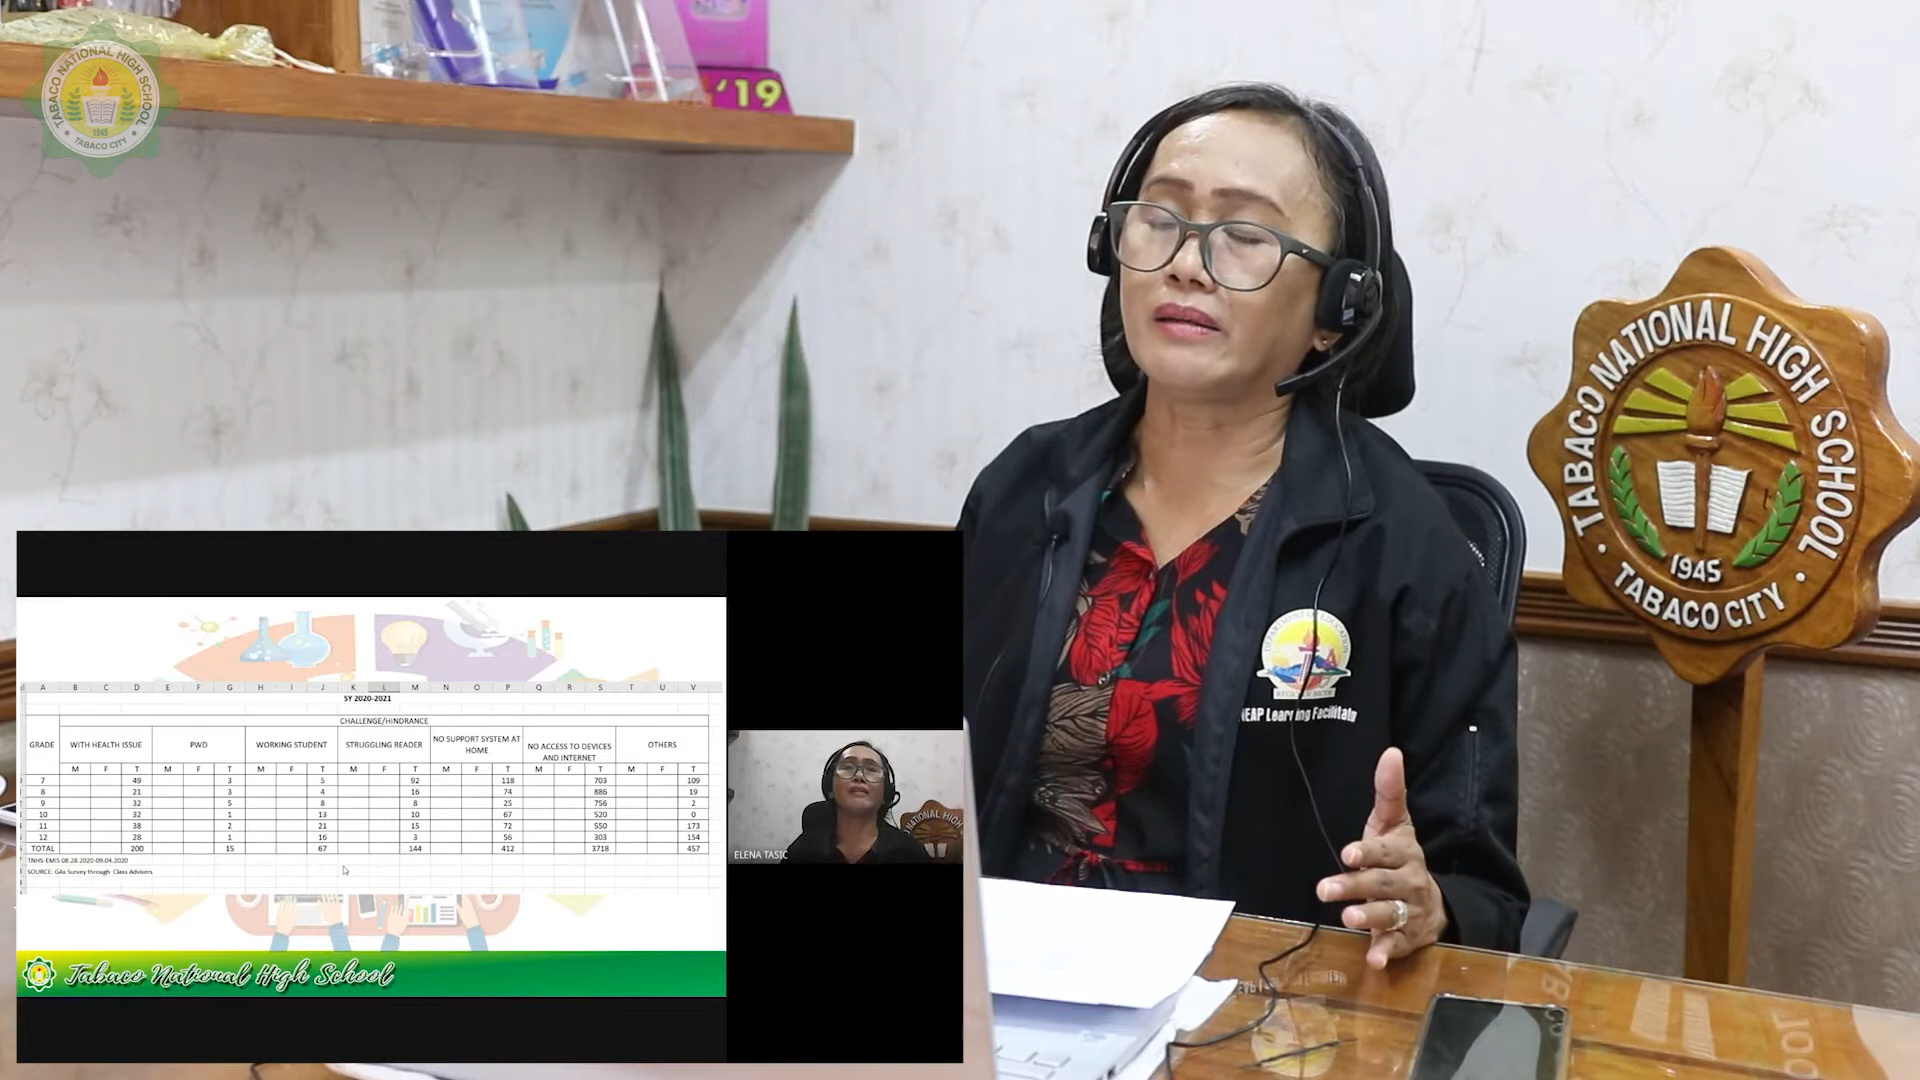 TABACO NATIONAL HIGH SCHOOL
1945
TABACO CITY
'19
TABACO NATIONAL HIGH SCHOOL
1945
TABACO CITY
DEPARTMENT OF EDUCATION
NEAP Learning Facilitator
A B C D E F G H I J K L M N O P Q R S T U V
SY 2020-2021
CHALLENGE/HINDRANCE
GRADE WITH HEALTH ISSUE PWD WORKING STUDENT STRUGGLING READER NO SUPPORT SYSTEM AT HOME NO ACCESS TO DEVICES AND INTERNET OTHERS
M F T M F T M F T M F T M F T M F T M F T
7 49 3 5 92 118 703 109
8 21 3 4 16 74 886 19
9 32 5 8 8 25 756 2
10 32 1 13 10 67 520 0
11 38 2 21 15 72 550 173
12 28 1 16 3 56 303 154
TOTAL 200 15 67 144 412 3718 457
TNHS-EMIS 08.28.2020-09.04.2020
SOURCE: GAs Survey through Class Advisers
Tabaco National High School
ELENA TASIC
NATIONAL HIGH